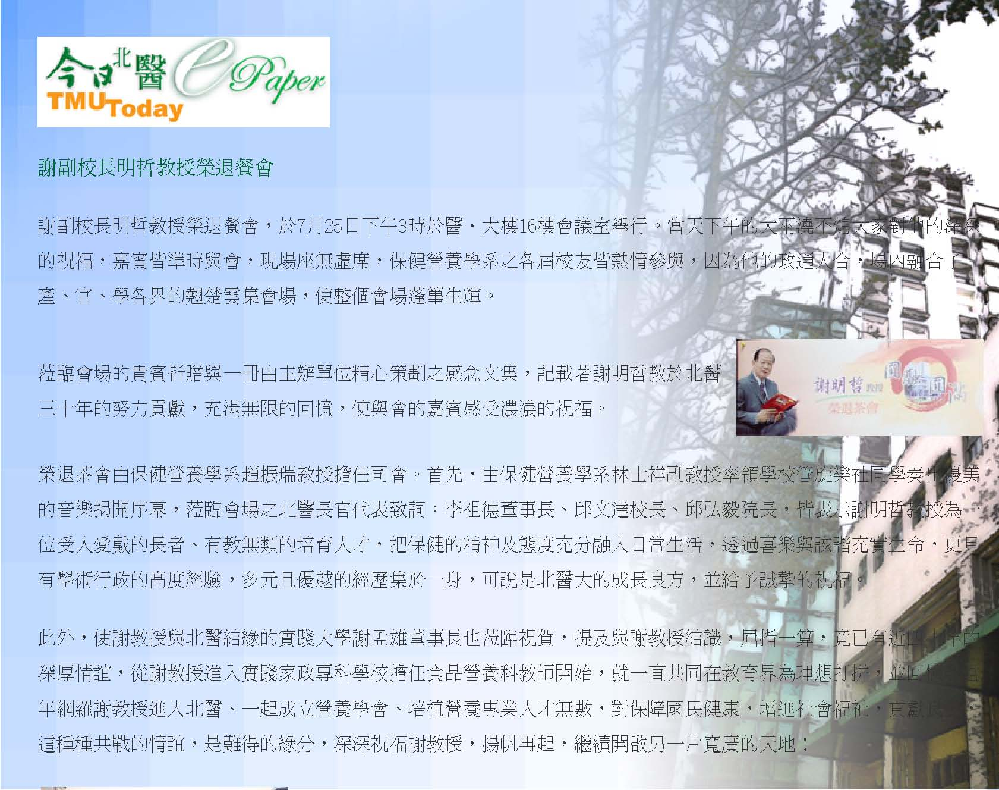 今日北醫 e Paper
TMU Today
謝副校長明哲教授榮退餐會
謝副校長明哲教授榮退餐會，於7月25日下午3時於醫．大樓16樓會議室舉行。當天下午的大雨澆不熄大家對他的深深
的祝福，嘉賓皆準時與會，現場座無虛席，保健營養學系之各屆校友皆熱情參與，因為他的政通人合，場內融合了
產、官、學各界的翹楚雲集會場，使整個會場蓬蓽生輝。
蒞臨會場的貴賓皆贈與一冊由主辦單位精心策劃之感念文集，記載著謝明哲教於北醫
三十年的努力貢獻，充滿無限的回憶，使與會的嘉賓感受濃濃的祝福。
謝明哲教授
榮退茶會
榮退茶會由保健營養學系趙振瑞教授擔任司會。首先，由保健營養學系林士祥副教授率領學校管旋樂社同學奏出優美
的音樂揭開序幕，蒞臨會場之北醫長官代表致詞：李祖德董事長、邱文達校長、邱弘毅院長，皆表示謝明哲教授為一
位受人愛戴的長者、有教無類的培育人才，把保健的精神及態度充分融入日常生活，透過喜樂與詼諧充實生命，更具
有學術行政的高度經驗，多元且優越的經歷集於一身，可說是北醫大的成長良方，並給予誠摯的祝福。
此外，使謝教授與北醫結緣的實踐大學謝孟雄董事長也蒞臨祝賀，提及與謝教授結識，屈指一算，竟已有近四十年的
深厚情誼，從謝教授進入實踐家政專科學校擔任食品營養科教師開始，就一直共同在教育界為理想打拼，並回憶當
年網羅謝教授進入北醫、一起成立營養學會、培植營養專業人才無數，對保障國民健康，增進社會福祉，貢獻良，
這種種共戰的情誼，是難得的緣分，深深祝福謝教授，揚帆再起，繼續開啟另一片寬廣的天地！